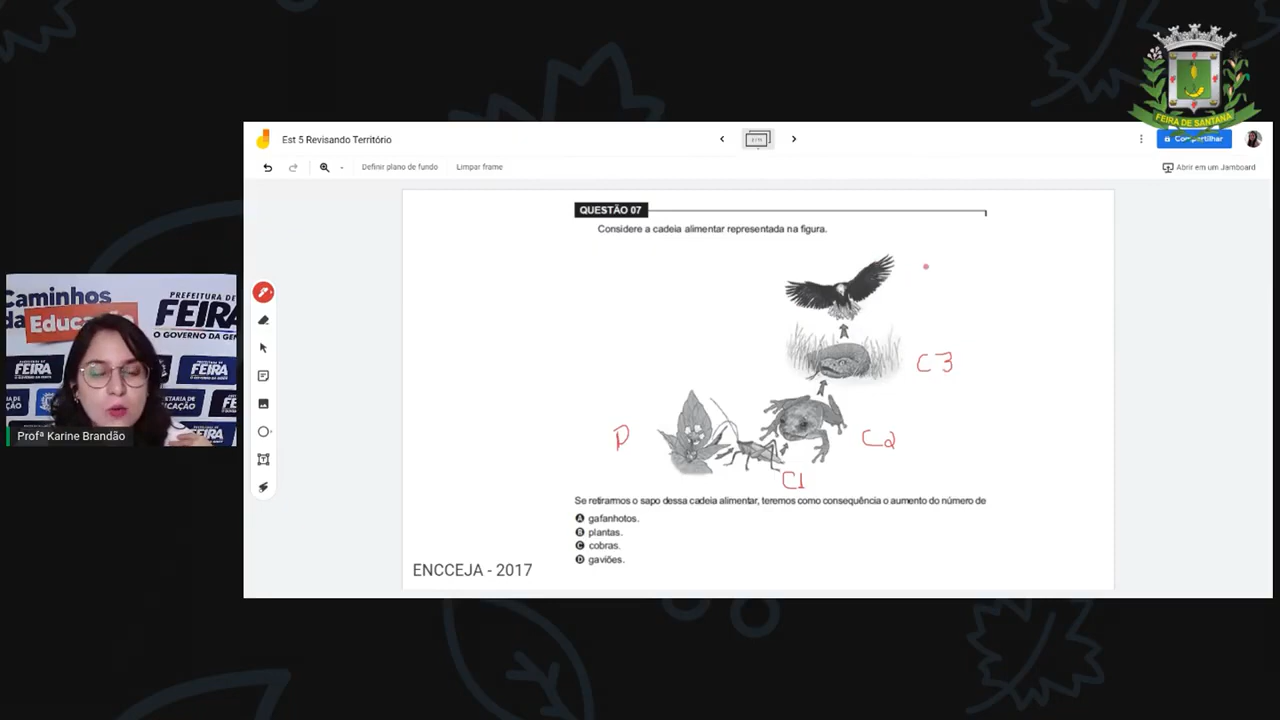 FEIRA DE SANTANA
Est 5 Revisando Território
Compartilhar
Definir plano de fundo
Limpar frame
Abrir em um Jamboard
QUESTÃO 07
Considere a cadeia alimentar representada na figura.
C3
P
C2
C1
Se retirarmos o sapo dessa cadeia alimentar, teremos como consequência o aumento do número de
A gafanhotos.
B plantas.
C cobras.
D gaviões.
ENCCEJA - 2017
Caminhos
da Educação
PREFEITURA DE
FEIRA
O GOVERNO DA GEN
FEIRA
FEIRA
Profª Karine Brandão